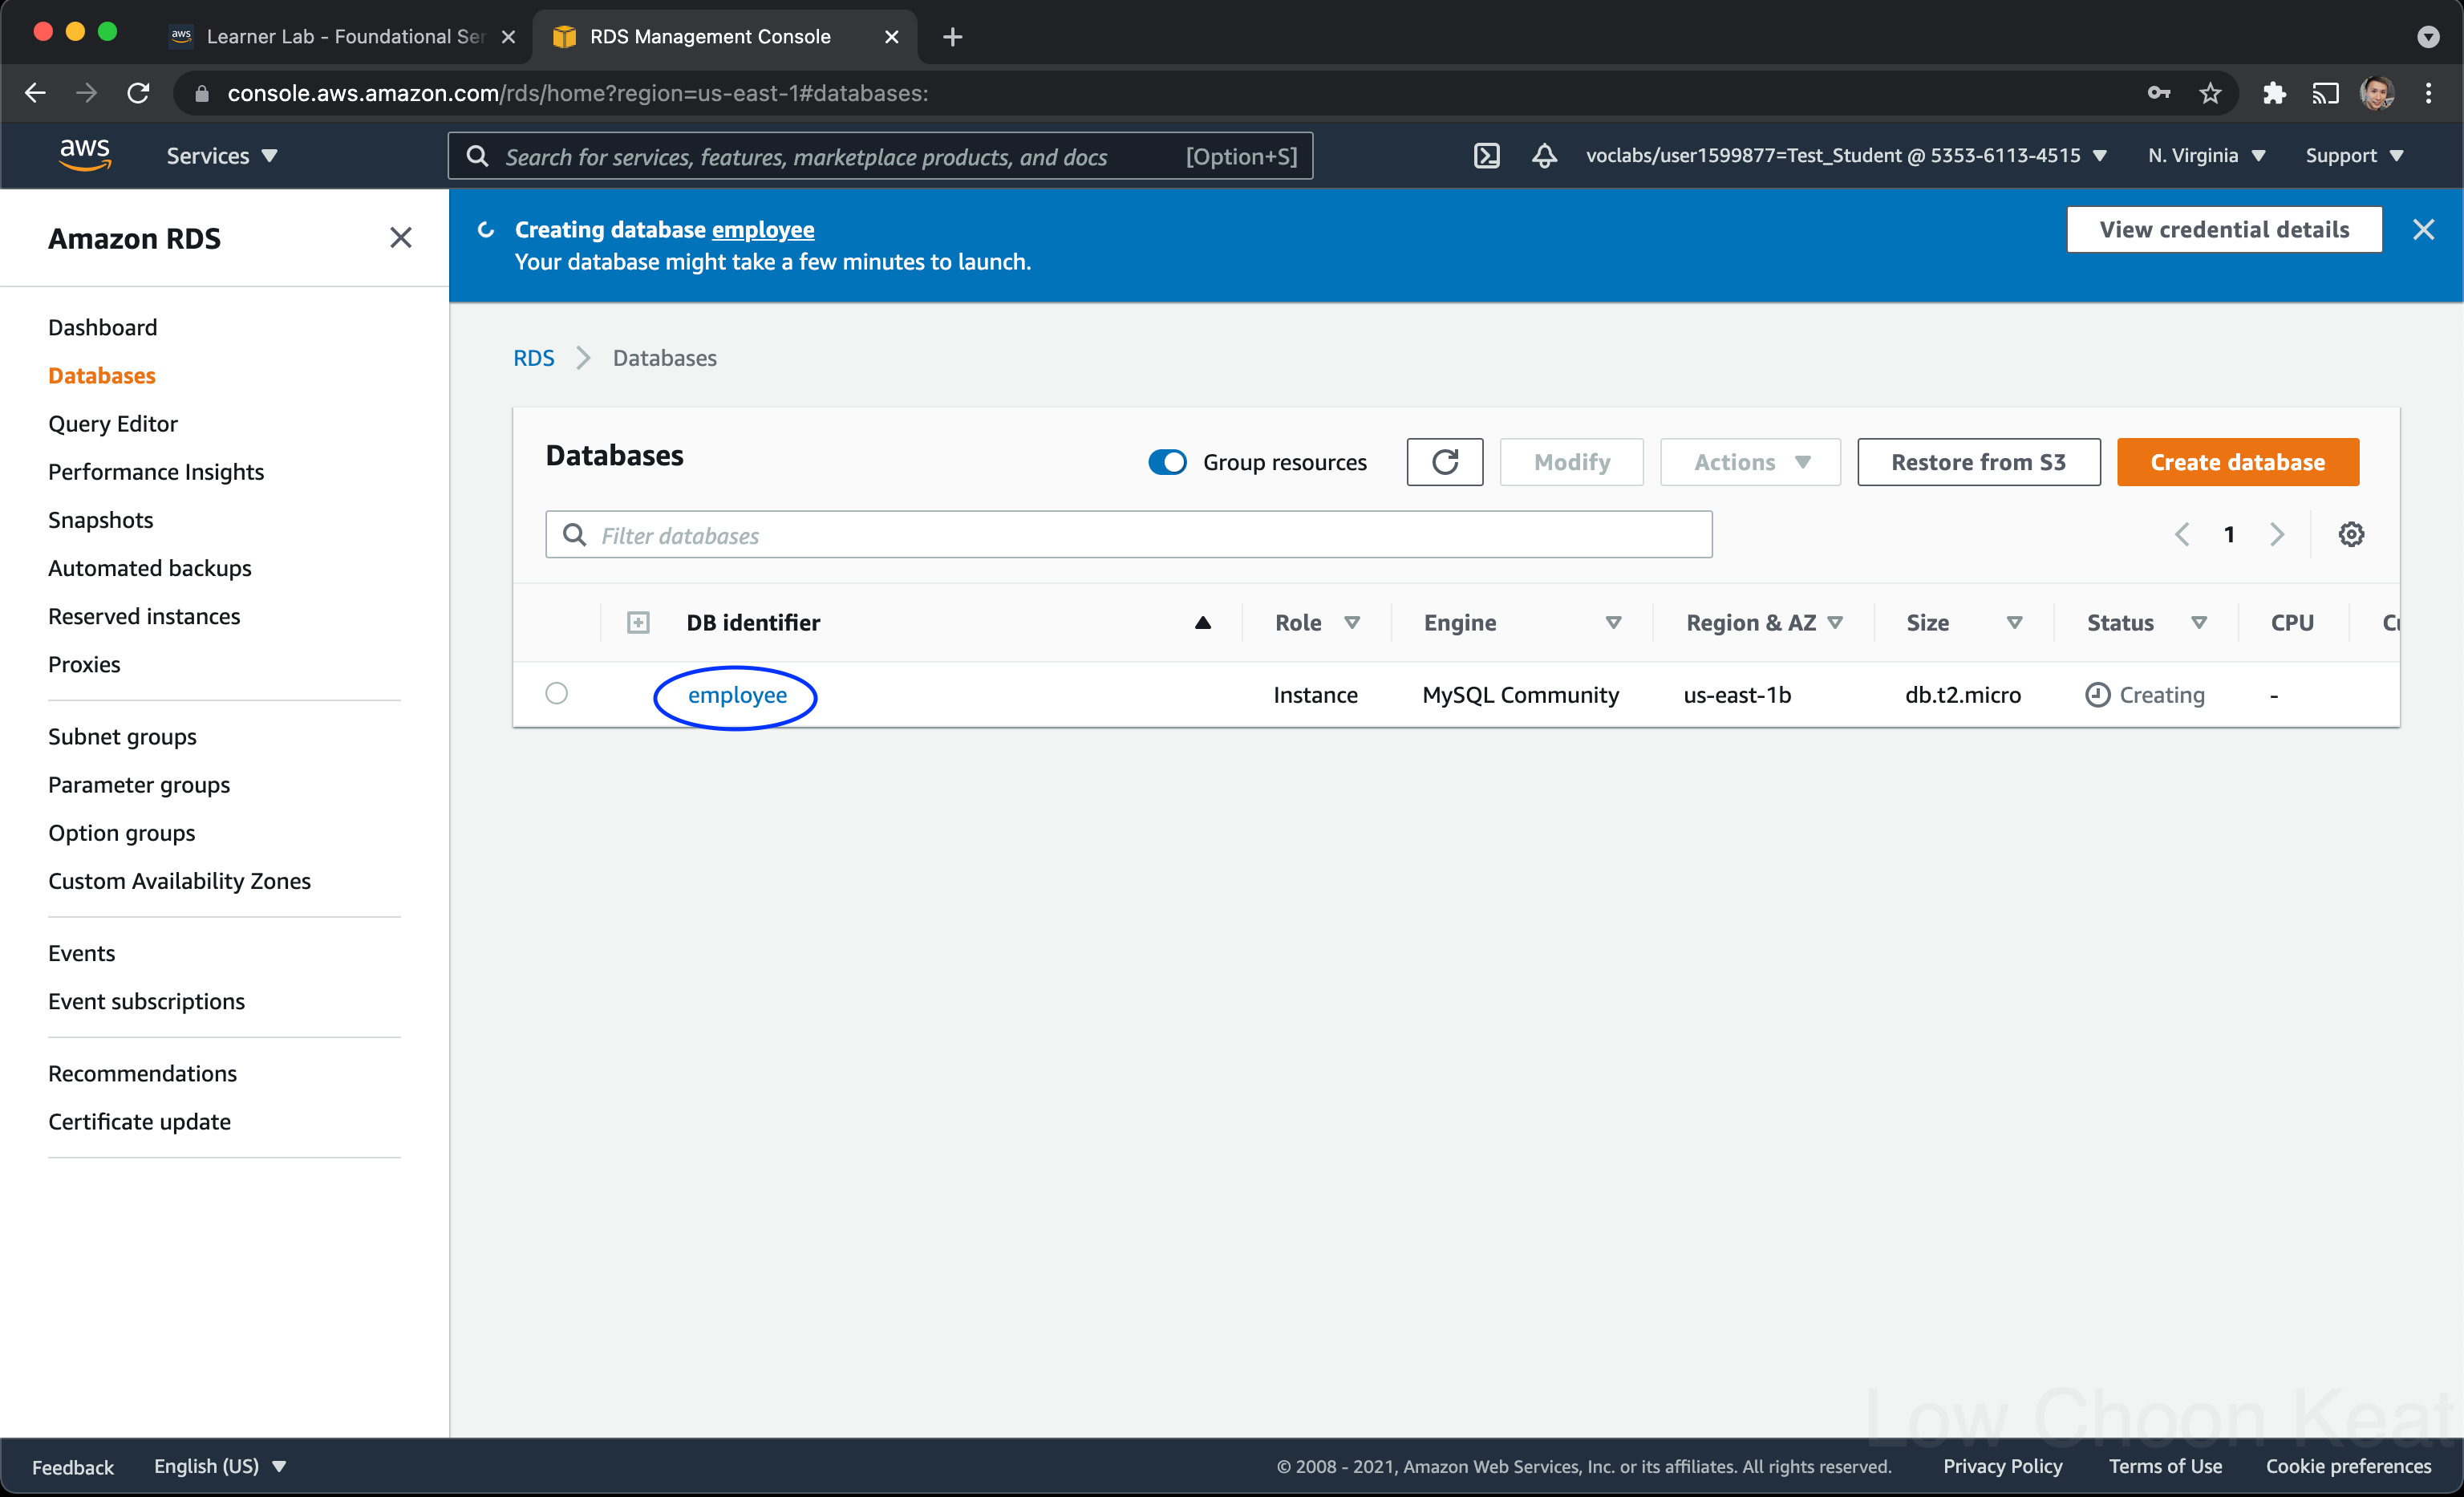 aws Learner Lab - Foundational Ser
RDS Management Console
console.aws.amazon.com/rds/home?region=us-east-1#databases:
aws Services
Search for services, features, marketplace products, and docs [Option+S]
voclabs/user1599877=Test_Student @ 5353-6113-4515 N. Virginia Support
Amazon RDS
Dashboard
Databases
Query Editor
Performance Insights
Snapshots
Automated backups
Reserved instances
Proxies
Subnet groups
Parameter groups
Option groups
Custom Availability Zones
Events
Event subscriptions
Recommendations
Certificate update
Creating database employee
Your database might take a few minutes to launch.
View credential details
RDS > Databases
Databases
Group resources Modify Actions Restore from S3 Create database
Filter databases
1
DB identifier Role Engine Region & AZ Size Status CPU Cu
employee Instance MySQL Community us-east-1b db.t2.micro Creating -
Low Choon Keat
Feedback English (US) © 2008 - 2021, Amazon Web Services, Inc. or its affiliates. All rights reserved. Privacy Policy Terms of Use Cookie preferences